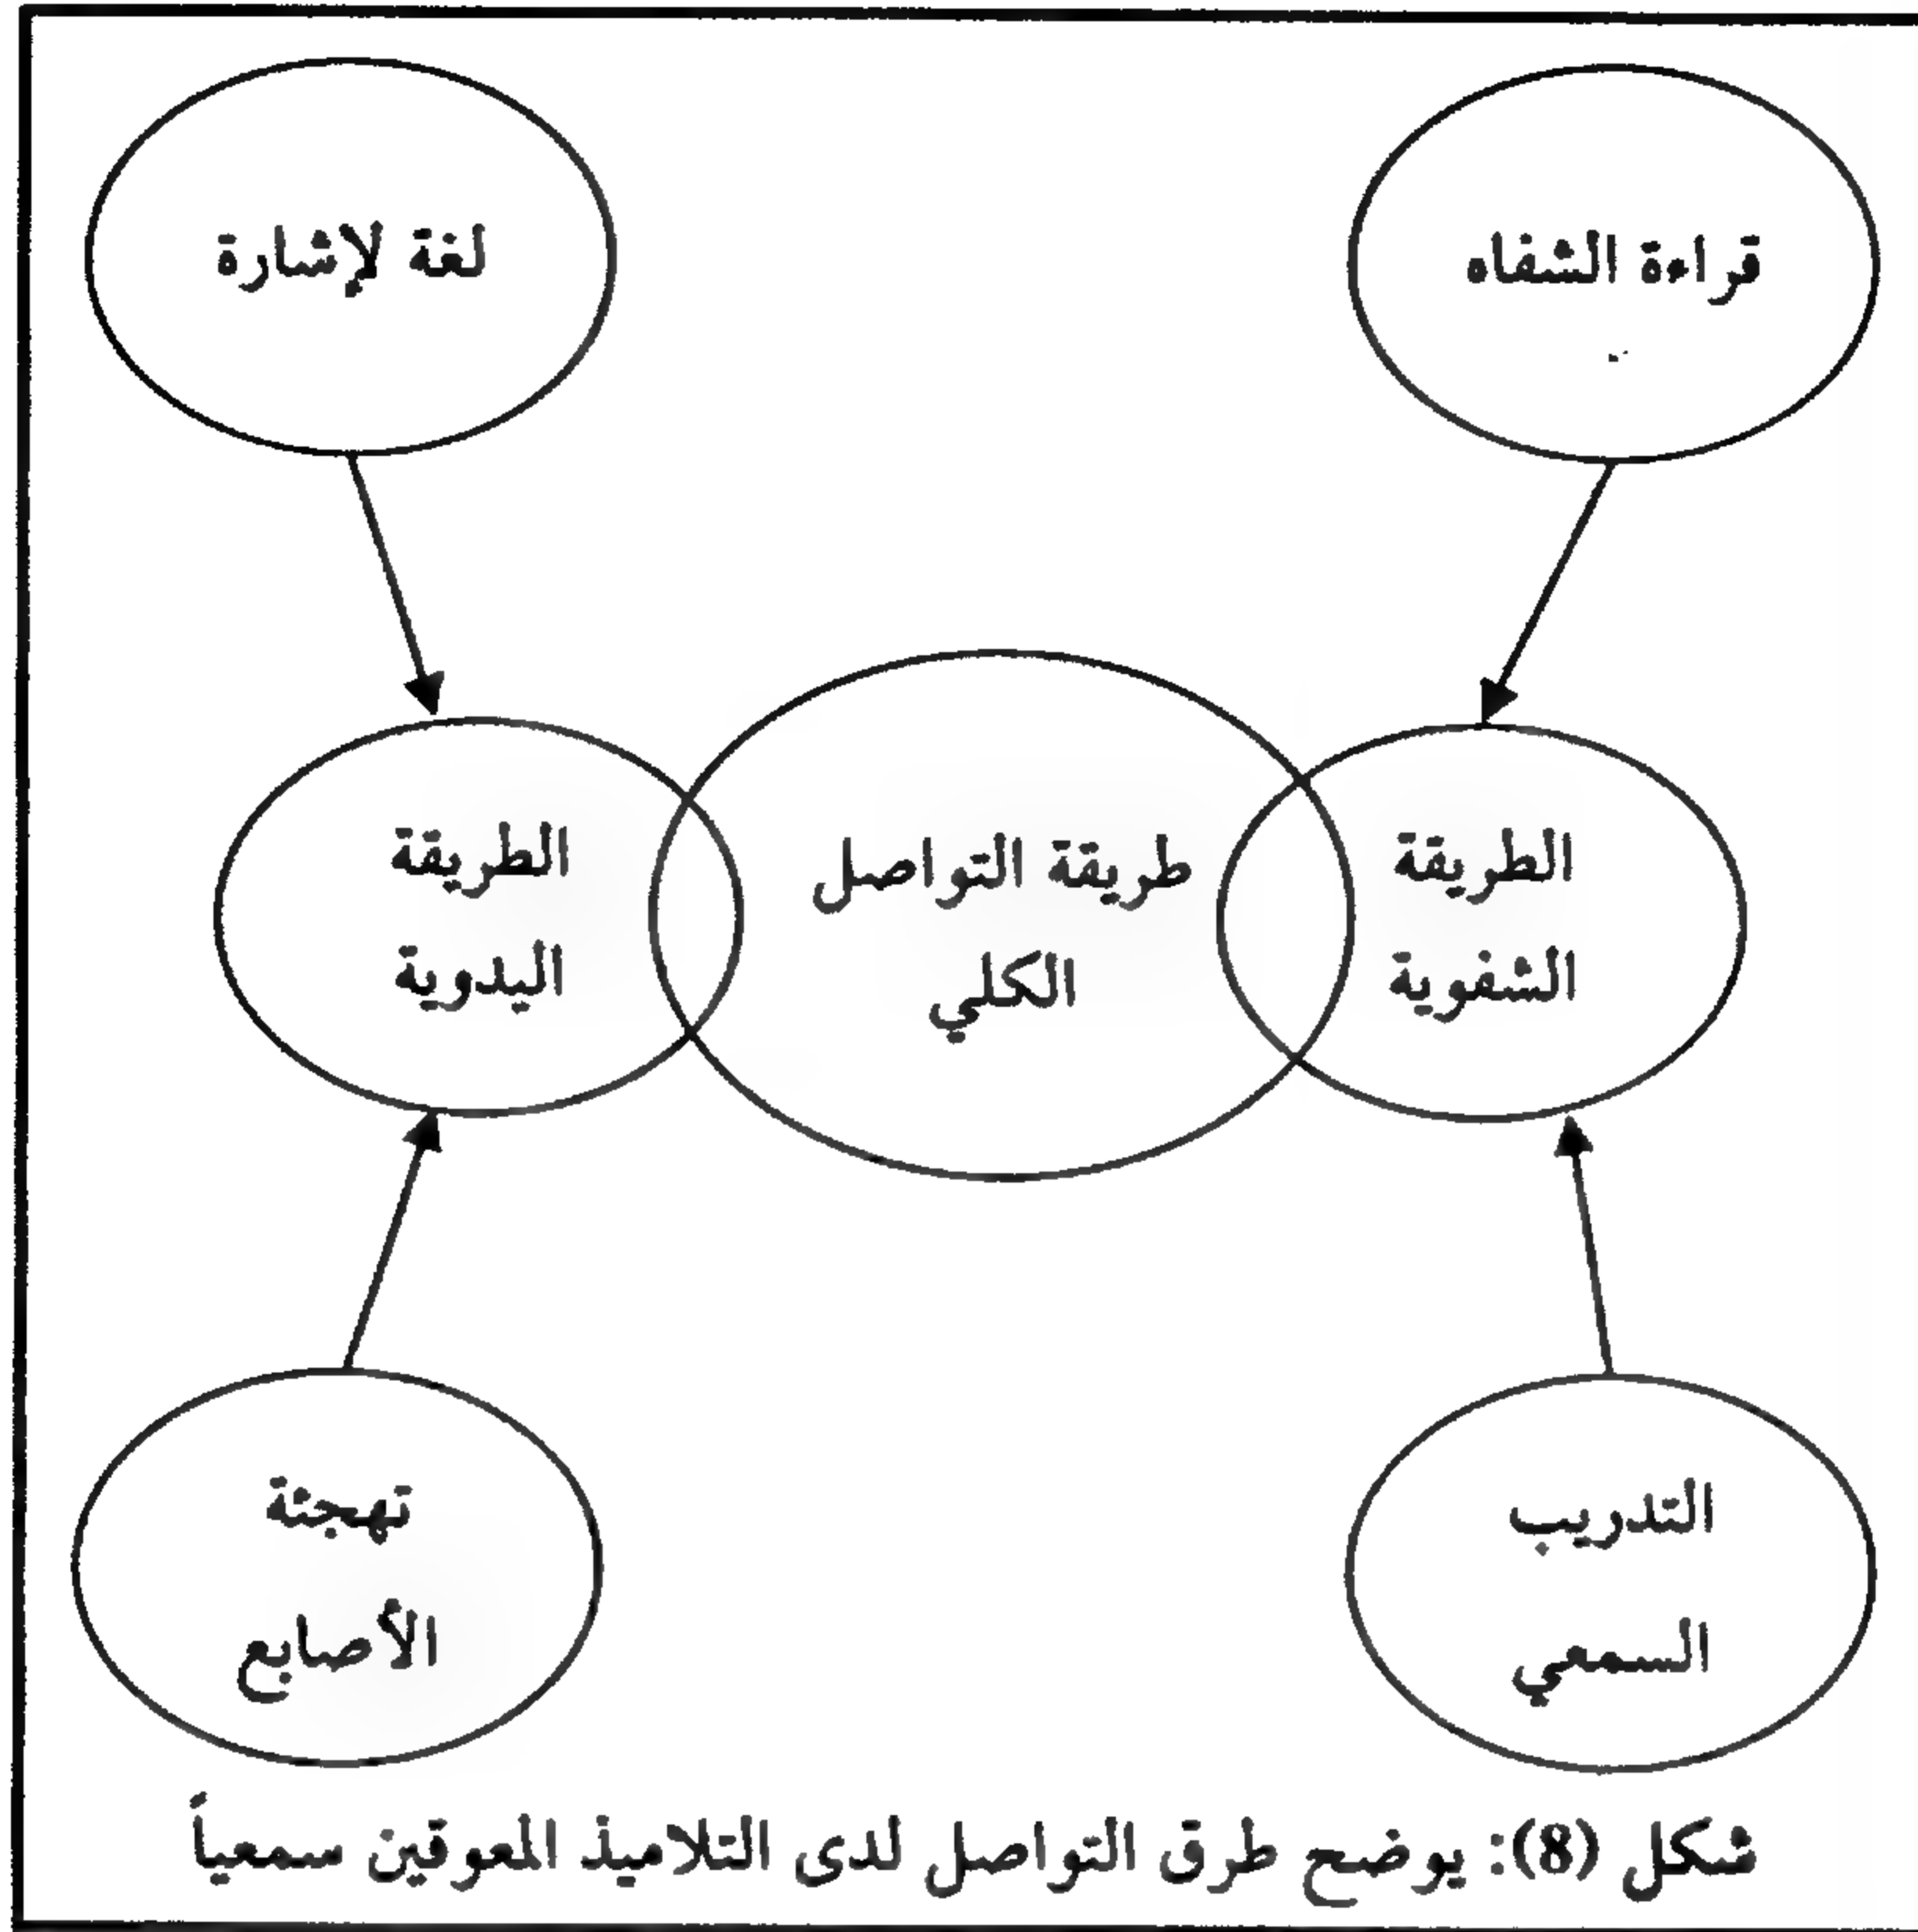 قراءة الشفاه
لغة لإشارة
الطريقة
الشفوية
طريقة التواصل
الكلي
الطريقة
اليدوية
التدريب
السمعي
تهجئة
الأصابع
شكل (8): يوضح طرق التواصل لدى التلاميذ المعوقين سمعياً